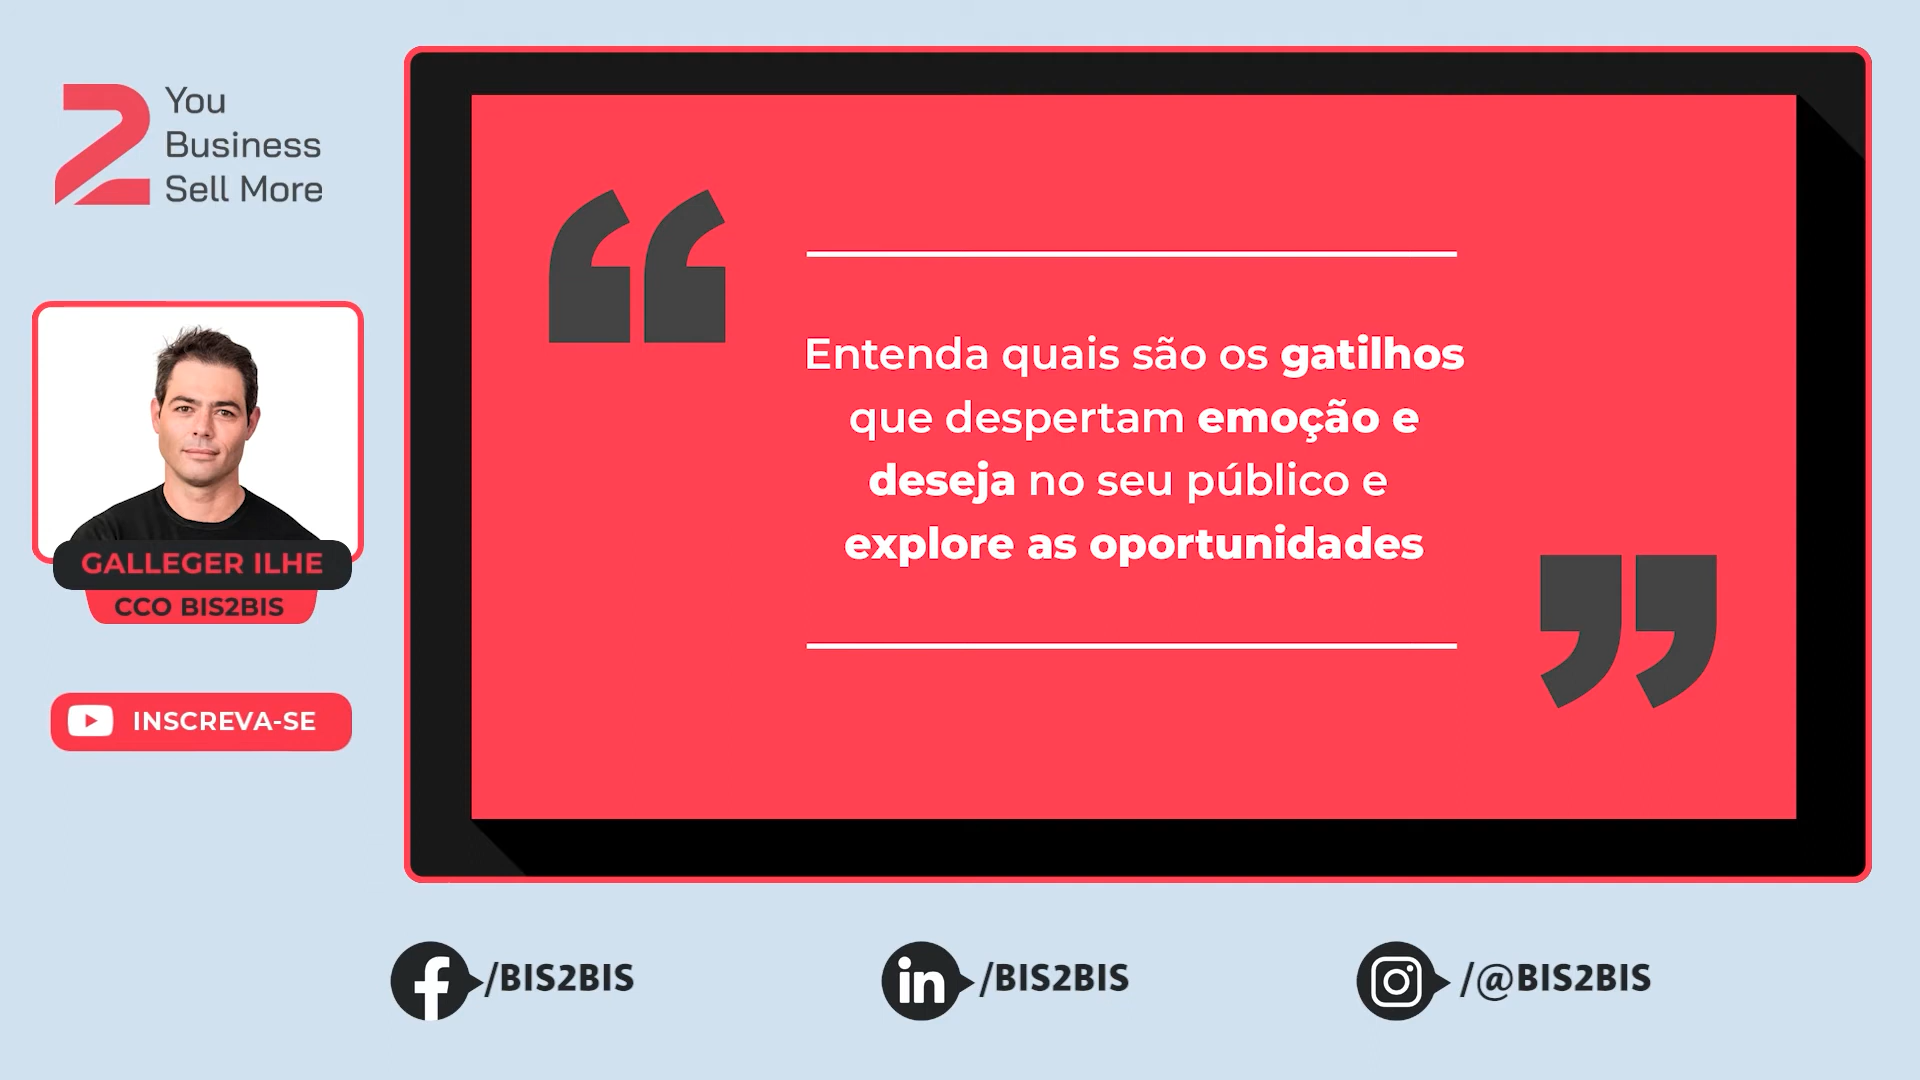 2 You
Business
Sell More
GALLEGER ILHE
CCO BIS2BIS
INSCREVA-SE
“
Entenda quais são os gatilhos
que despertam emoção e
deseja no seu público e
explore as oportunidades
”
/BIS2BIS
/BIS2BIS
/@BIS2BIS